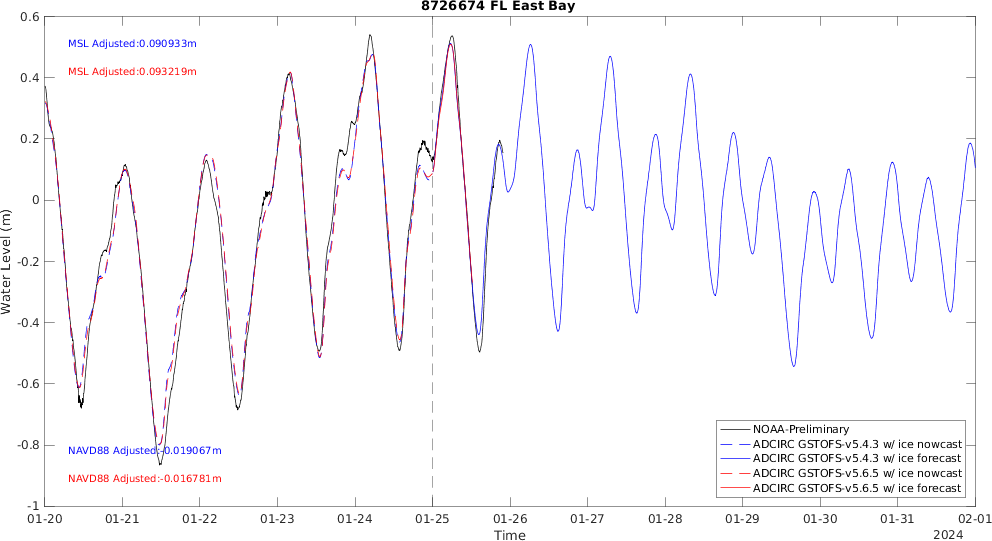 8726674 FL East Bay
0.6
MSL Adjusted:0.090933m
MSL Adjusted:0.093219m
0.4
0.2
0
-0.2
-0.4
-0.6
-0.8
-1
Water Level (m)
NAVD88 Adjusted:-0.019067m
NAVD88 Adjusted:-0.016781m
NOAA-Preliminary
ADCIRC GSTOFS-v5.4.3 w/ ice nowcast
ADCIRC GSTOFS-v5.4.3 w/ ice forecast
ADCIRC GSTOFS-v5.6.5 w/ ice nowcast
ADCIRC GSTOFS-v5.6.5 w/ ice forecast
01-20 01-21 01-22 01-23 01-24 01-25 01-26 01-27 01-28 01-29 01-30 01-31 02-01
Time
2024